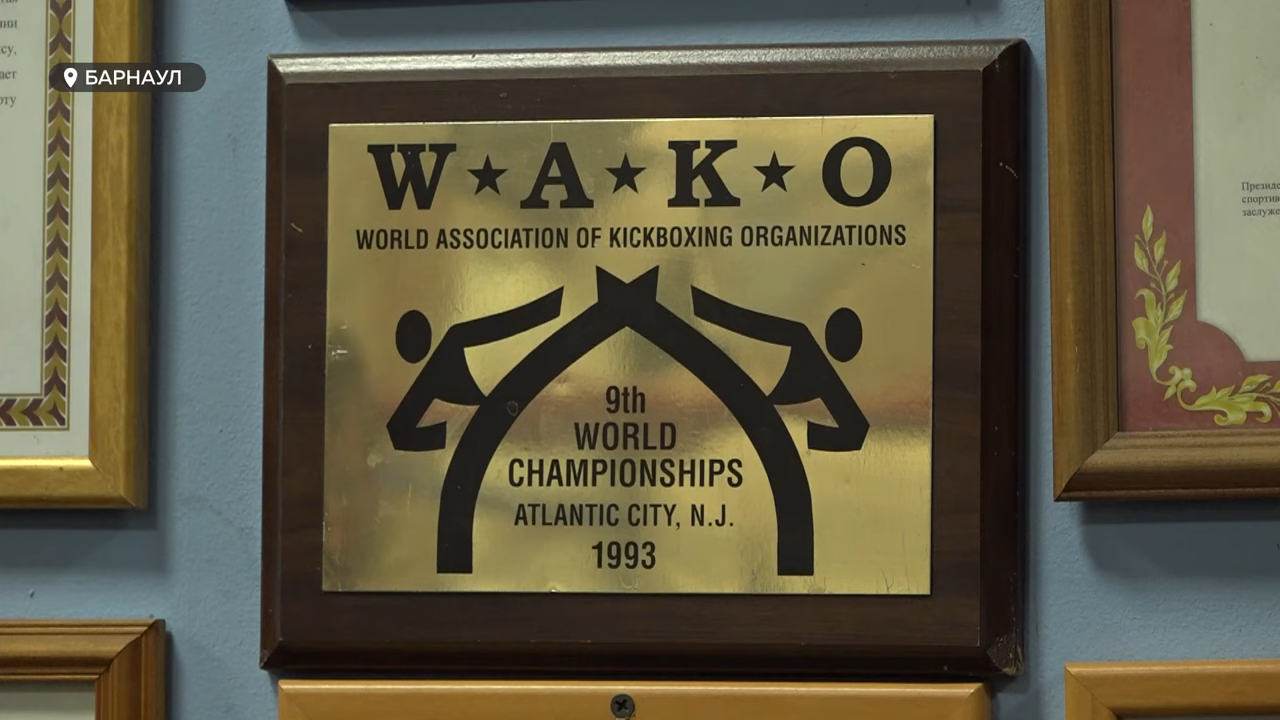 БАРНАУЛ
W★A★K★O
WORLD ASSOCIATION OF KICKBOXING ORGANIZATIONS
9th
WORLD
CHAMPIONSHIPS
ATLANTIC CITY, N.J.
1993